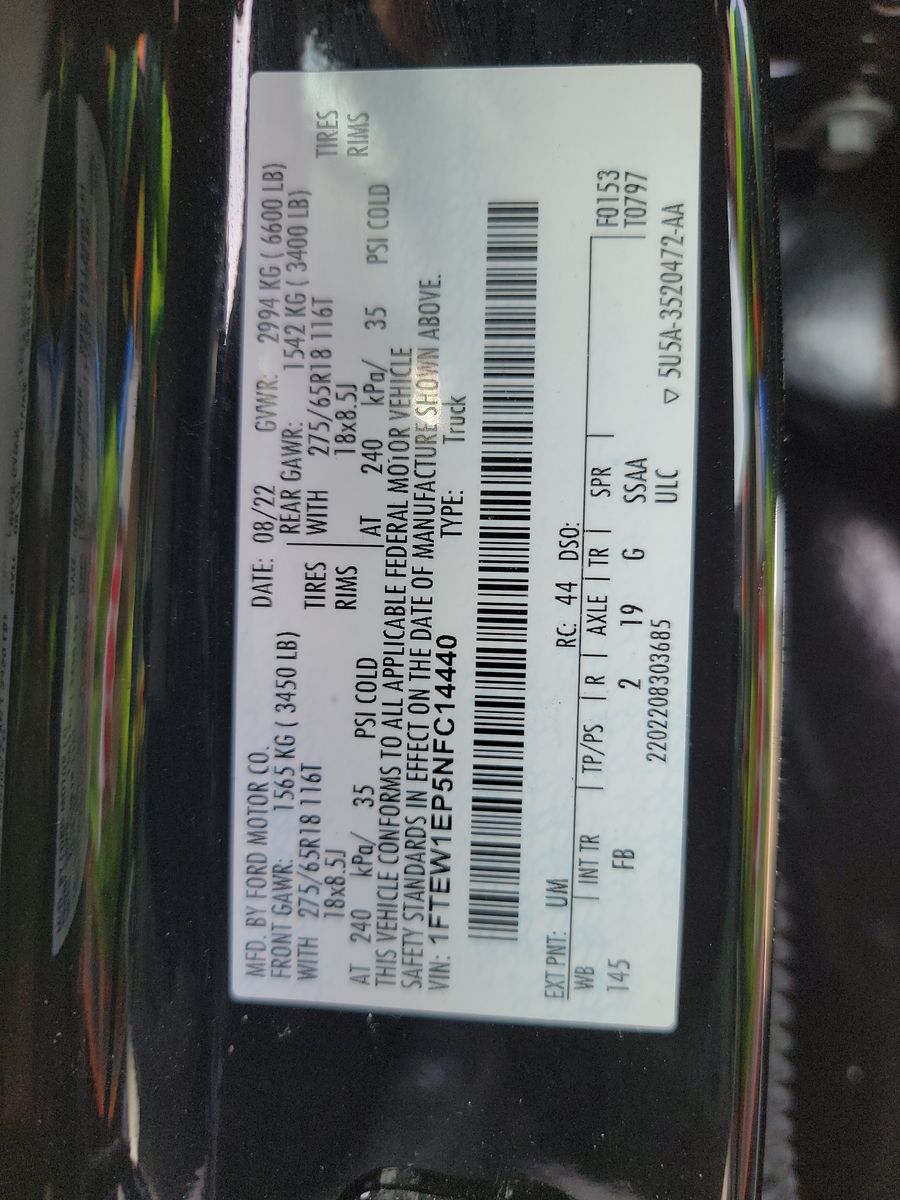 MFD. BY FORD MOTOR CO. DATE: 08/22 GVWR: 2994 KG ( 6600 LB)
FRONT GAWR: 1565 KG ( 3450 LB) REAR GAWR: 1542 KG ( 3400 LB)
WITH 275/65R18 116T TIRES WITH 275/65R18 116T TIRES
18x8.5J RIMS 18x8.5J RIMS
AT 240 kPa/ 35 PSI COLD AT 240 kPa/ 35 PSI COLD
THIS VEHICLE CONFORMS TO ALL APPLICABLE FEDERAL MOTOR VEHICLE
SAFETY STANDARDS IN EFFECT ON THE DATE OF MANUFACTURE SHOWN ABOVE.
VIN: 1FTEW1EP5NFC14440 TYPE: Truck
EXT PNT: UM RC: 44 DSO:
WB INT TR TP/PS R AXLE TR SPR F0153
145 FB 2 19 G SSAA T0797
2202208303685 ULC
▽ 5U5A-3520472-AA